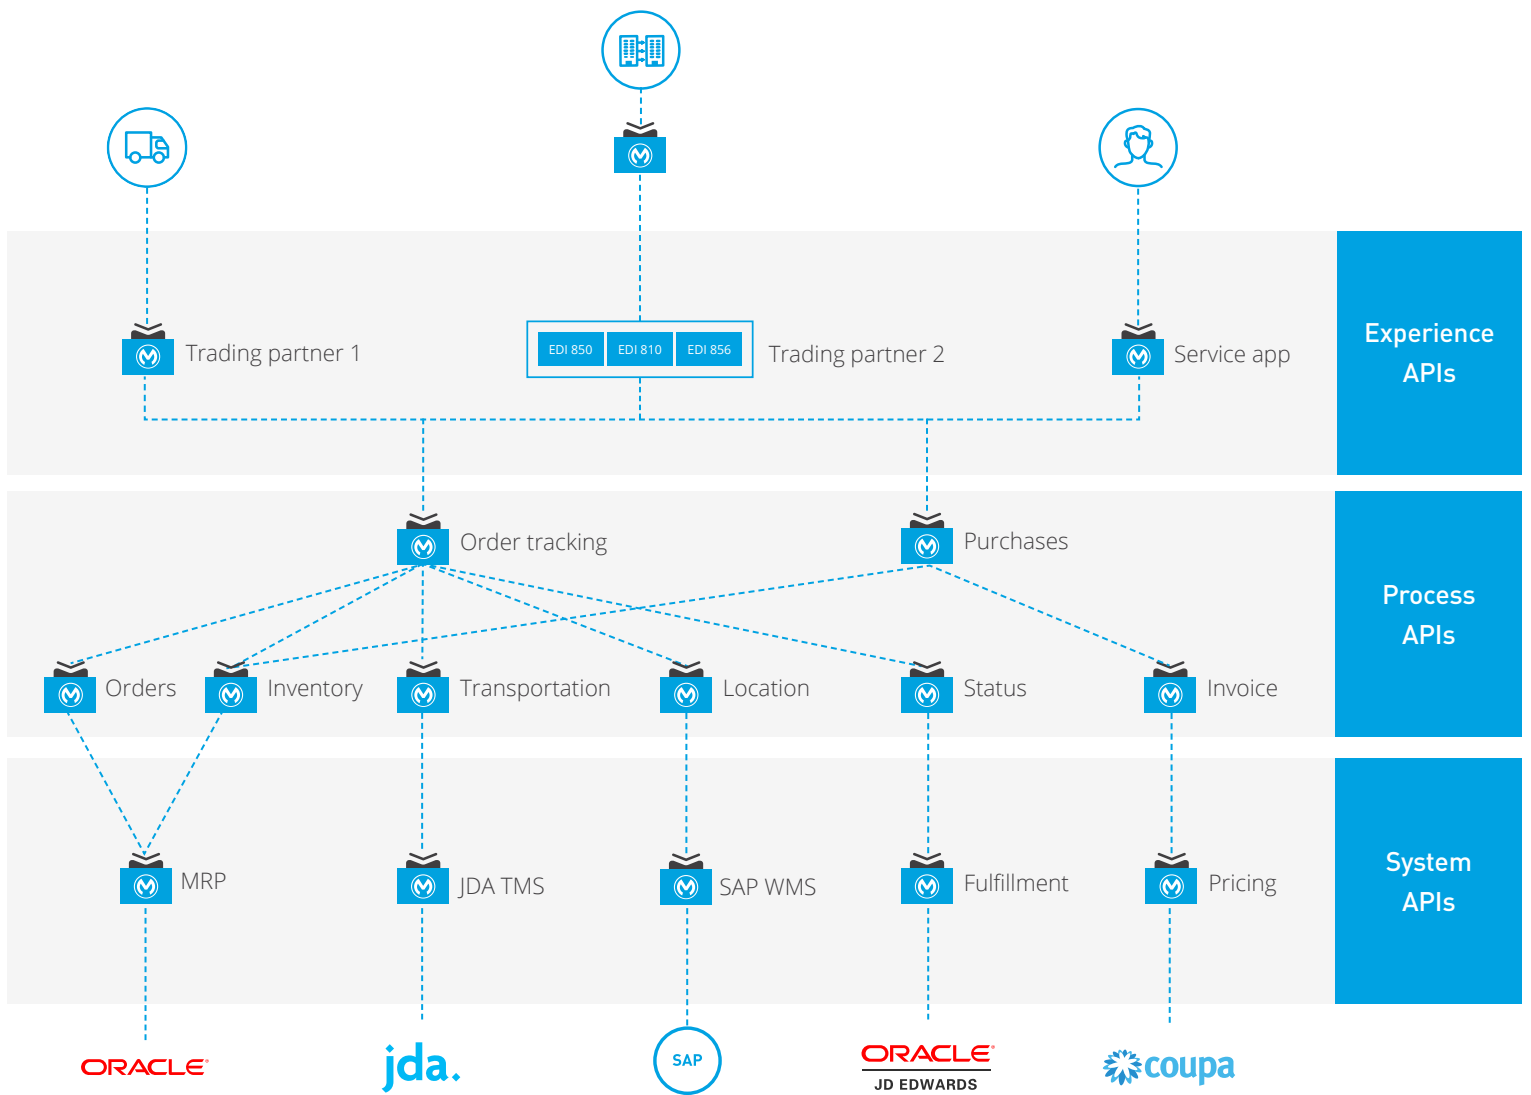 Trading partner 1
EDI 850
EDI 810
EDI 856
Trading partner 2
Service app
Experience
APIs
Order tracking
Purchases
Process
APIs
Orders
Inventory
Transportation
Location
Status
Invoice
MRP
JDA TMS
SAP WMS
Fulfillment
Pricing
System
APIs
ORACLE®
jda.
SAP
ORACLE®
JD EDWARDS
coupa